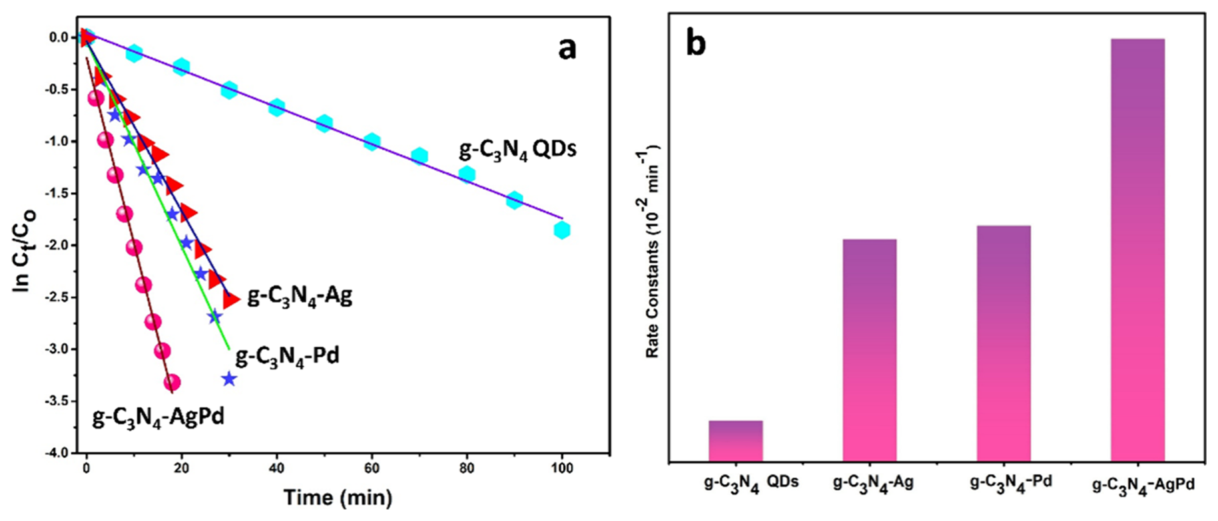 a
0.0
-0.5
-1.0
-1.5
-2.0
-2.5
-3.0
-3.5
-4.0
ln Cₜ/Cₒ
g-C₃N₄ QDs
g-C₃N₄-Ag
g-C₃N₄-Pd
g-C₃N₄-AgPd
0 20 40 60 80 100
Time (min)
b
Rate Constants (10⁻² min⁻¹)
g-C₃N₄ QDs g-C₃N₄-Ag g-C₃N₄-Pd g-C₃N₄-AgPd